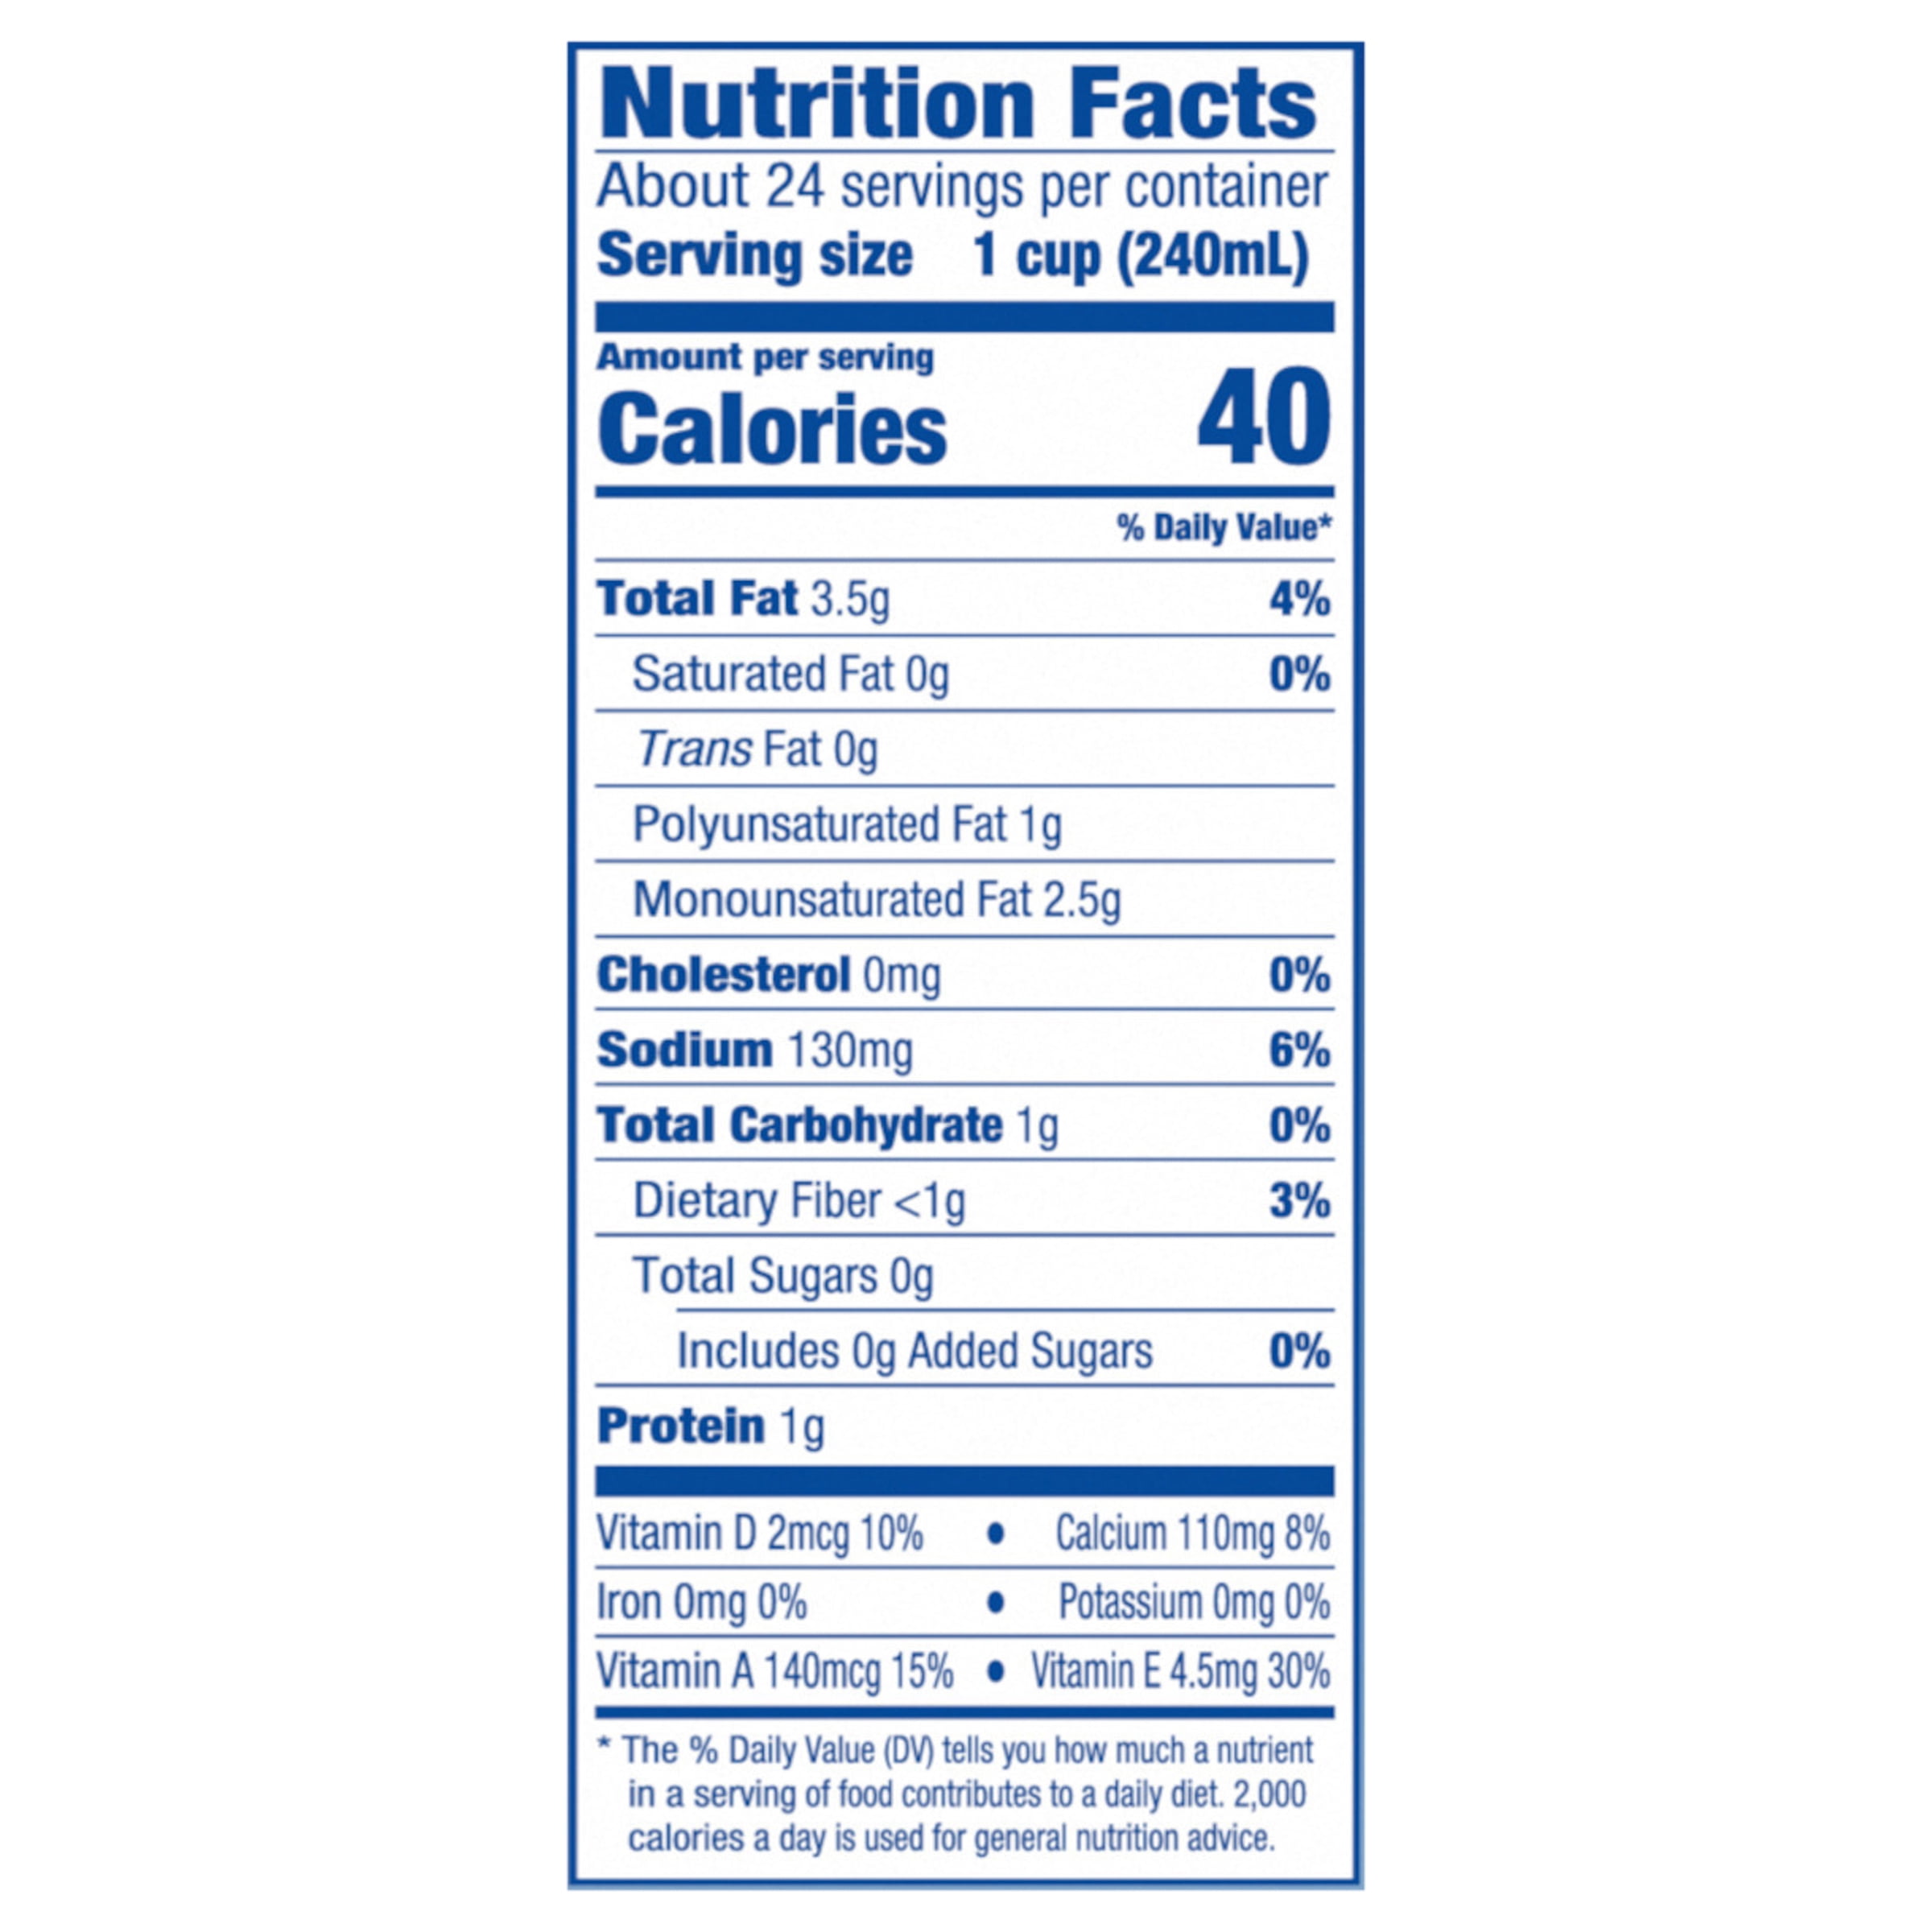 Nutrition Facts
About 24 servings per container
Serving size 1 cup (240mL)
Amount per serving
Calories 40
% Daily Value*
Total Fat 3.5g 4%
Saturated Fat 0g 0%
Trans Fat 0g
Polyunsaturated Fat 1g
Monounsaturated Fat 2.5g
Cholesterol 0mg 0%
Sodium 130mg 6%
Total Carbohydrate 1g 0%
Dietary Fiber <1g 3%
Total Sugars 0g
Includes 0g Added Sugars 0%
Protein 1g
Vitamin D 2mcg 10% • Calcium 110mg 8%
Iron 0mg 0% • Potassium 0mg 0%
Vitamin A 140mcg 15% • Vitamin E 4.5mg 30%
* The % Daily Value (DV) tells you how much a nutrient
in a serving of food contributes to a daily diet. 2,000
calories a day is used for general nutrition advice.